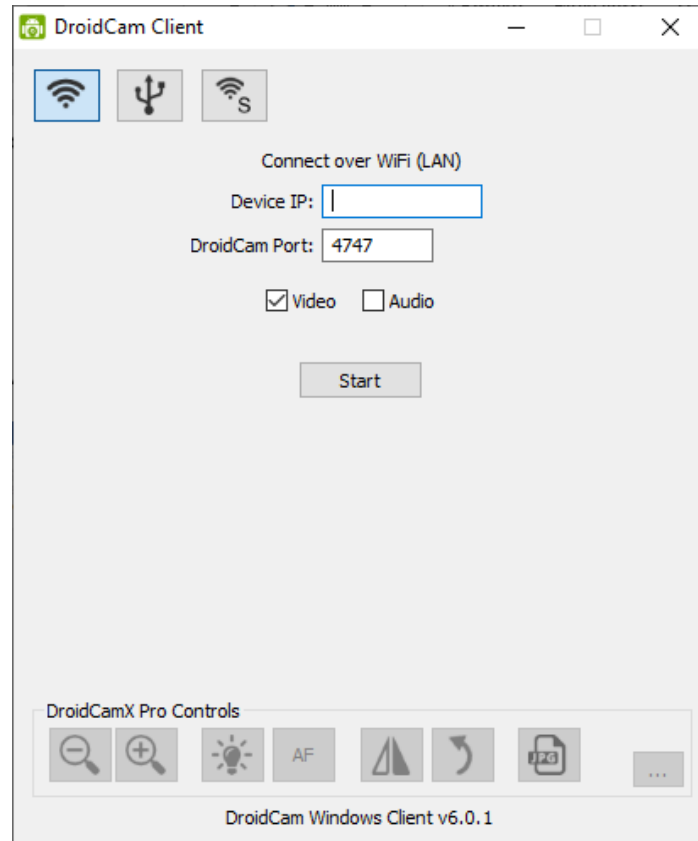 DroidCam Client
S
Connect over WiFi (LAN)
Device IP:
DroidCam Port: 4747
Video Audio
Start
DroidCamX Pro Controls
AF
JPG
...
DroidCam Windows Client v6.0.1